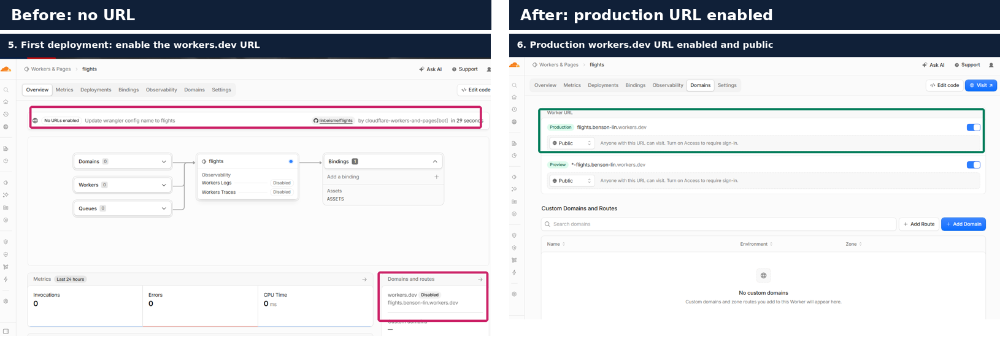 Before: no URL
5. First deployment: enable the workers.dev URL
Workers & Pages > flights
Ask AI Support
Overview Metrics Deployments Bindings Observability Domains Settings
</> Edit code
No URLs enabled Update wrangler config name to flights linbeisme/flights by cloudflare-workers-and-pages[bot] in 29 seconds
Domains 0
Workers 0
Queues 0
flights
Observability
Workers Logs Disabled
Workers Traces Disabled
Bindings 1
Add a binding +
Assets
ASSETS
Metrics Last 24 hours
Invocations
0
Errors
0
CPU Time
0 ms
Domains and routes
workers.dev Disabled
flights.benson-lin.workers.dev
Custom domains
—
After: production URL enabled
6. Production workers.dev URL enabled and public
Workers & Pages > flights
Ask AI Support
Overview Metrics Deployments Bindings Observability Domains Settings
</> Edit code Visit ↗
Worker URL
Production flights.benson-lin.workers.dev
Public Anyone with this URL can visit. Turn on Access to require sign-in.
Preview *-flights.benson-lin.workers.dev
Public Anyone with this URL can visit. Turn on Access to require sign-in.
Custom Domains and Routes
Search domains
+ Add Route + Add Domain
Name Environment Zone
No custom domains
Custom domains and zone routes you add to this Worker will appear here.